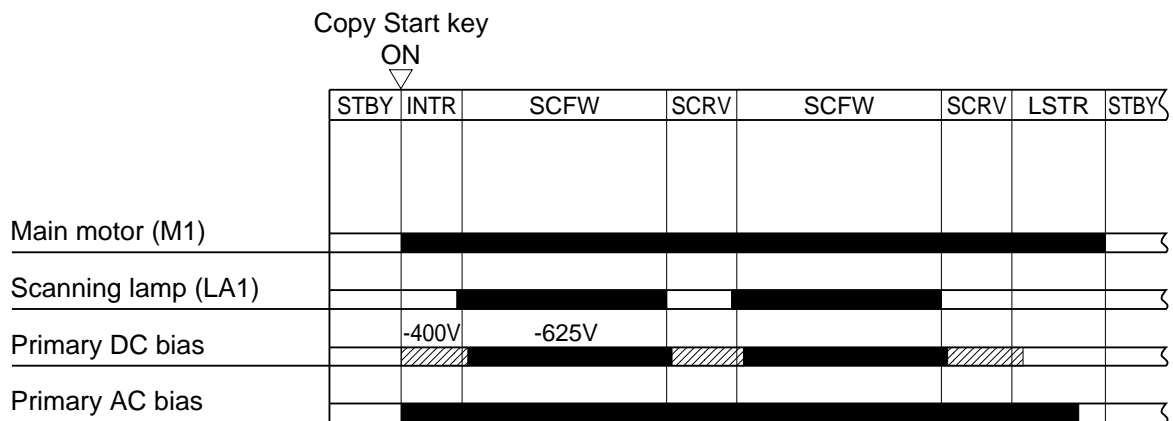 Copy Start key
ON
STBY INTR SCFW SCRV SCFW SCRV LSTR STBY
Main motor (M1)
Scanning lamp (LA1)
-400V -625V
Primary DC bias
Primary AC bias